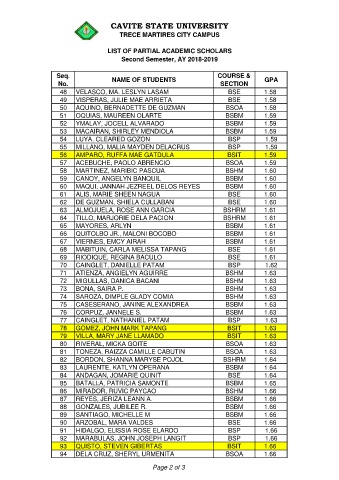 CAVITE STATE UNIVERSITY
TRECE MARTIRES CITY CAMPUS
LIST OF PARTIAL ACADEMIC SCHOLARS
Second Semester, AY 2018-2019
Seq. No. NAME OF STUDENTS COURSE & SECTION GPA
48 VELASCO, MA. LESLYN LASAM BSE 1.58
49 VISPERAS, JULIE MAE ARRIETA BSE 1.58
50 AQUINO, BERNADETTE DE GUZMAN BSOA 1.58
51 OQUIAS, MAUREEN OLARTE BSBM 1.59
52 YMALAY, JOCELL ALVARADO BSBM 1.59
53 MACAIRAN, SHIRLEY MENDIOLA BSBM 1.59
54 LUYA, CLEARED GOZON BSP 1.59
55 MILLANO, MALIA MAYDEN DELACRUS BSP 1.59
56 AMPARO, RUFFA MAE GATDULA BSIT 1.59
57 ACEBUCHE, PAOLO ABRENCIO BSOA 1.59
58 MARTINEZ, MARIBIC PASCUA BSHM 1.60
59 CANOY, ANGELYN BANQUIL BSBM 1.60
60 MAQUI, JANNAH JEZRELL DELOS REYES BSBM 1.60
61 ALIS, MARIE SHEEN NAGUA BSE 1.60
62 DE GUZMAN, SHIELA CULLABAN BSE 1.60
63 ALMOJUELA, ROSE ANN GARCIA BSHRM 1.61
64 TILLO, MARJORIE DELA PACION BSHRM 1.61
65 MAYORES, ARLYN BSBM 1.61
66 QUITOLBO JR., MALONI BOCOBO BSBM 1.61
67 VIERNES, EMCY AIRAH BSBM 1.61
68 MABITUIN, CARLA MELISSA TAPANG BSE 1.61
69 RIODIQUE, REGINA BACULO BSE 1.61
70 CAINGLET, DANIELLE PATAM BSP 1.62
71 ATIENZA, ANGIELYN AGUIRRE BSHM 1.63
72 MIGULLAS, DANICA BACANI BSHM 1.63
73 BONA, SAIRA P. BSHM 1.63
74 SAROZA, DIMPLE GLADY COMIA BSHM 1.63
75 CASESERANO, JANINE ALEXANDREA BSBM 1.63
76 CORPUZ, JANNELE S. BSBM 1.63
77 CAINGLET, NATHANIEL PATAM BSP 1.63
78 GOMEZ, JOHN MARK TAPANG BSIT 1.63
79 VILLA, MARY JANE LLAMADO BSIT 1.63
80 RIVERAL, MICKA GOITE BSOA 1.63
81 TONEZA, RAIZZA CAMILLE CABUTIN BSOA 1.63
82 BORDON, SHANNA MARYSE POJOL BSHRM 1.64
83 LAURENTE, KATLYN OPERANA BSBM 1.64
84 ANDAGAN, JOMARIE QUINIT BSE 1.64
85 BATALLA, PATRICIA SAMONTE BSBM 1.65
86 MIRADOR, RUVIC PAYCAO BSHM 1.66
87 REYES, JERIZA LEANN A. BSBM 1.66
88 GONZALES, JUBILEE R. BSBM 1.66
89 SANTIAGO, MICHELLE M BSBM 1.66
90 ARZOBAL, MARA VALDES BSE 1.66
91 HIDALGO, ELISSIA ROSE ELARDO BSP 1.66
92 MARABULAS, JOHN JOSEPH LANGIT BSP 1.66
93 QUISTO, STEVEN GIBERTAS BSIT 1.66
94 DELA CRUZ, SHERYL URMENITA BSOA 1.66
Page 2 of 3